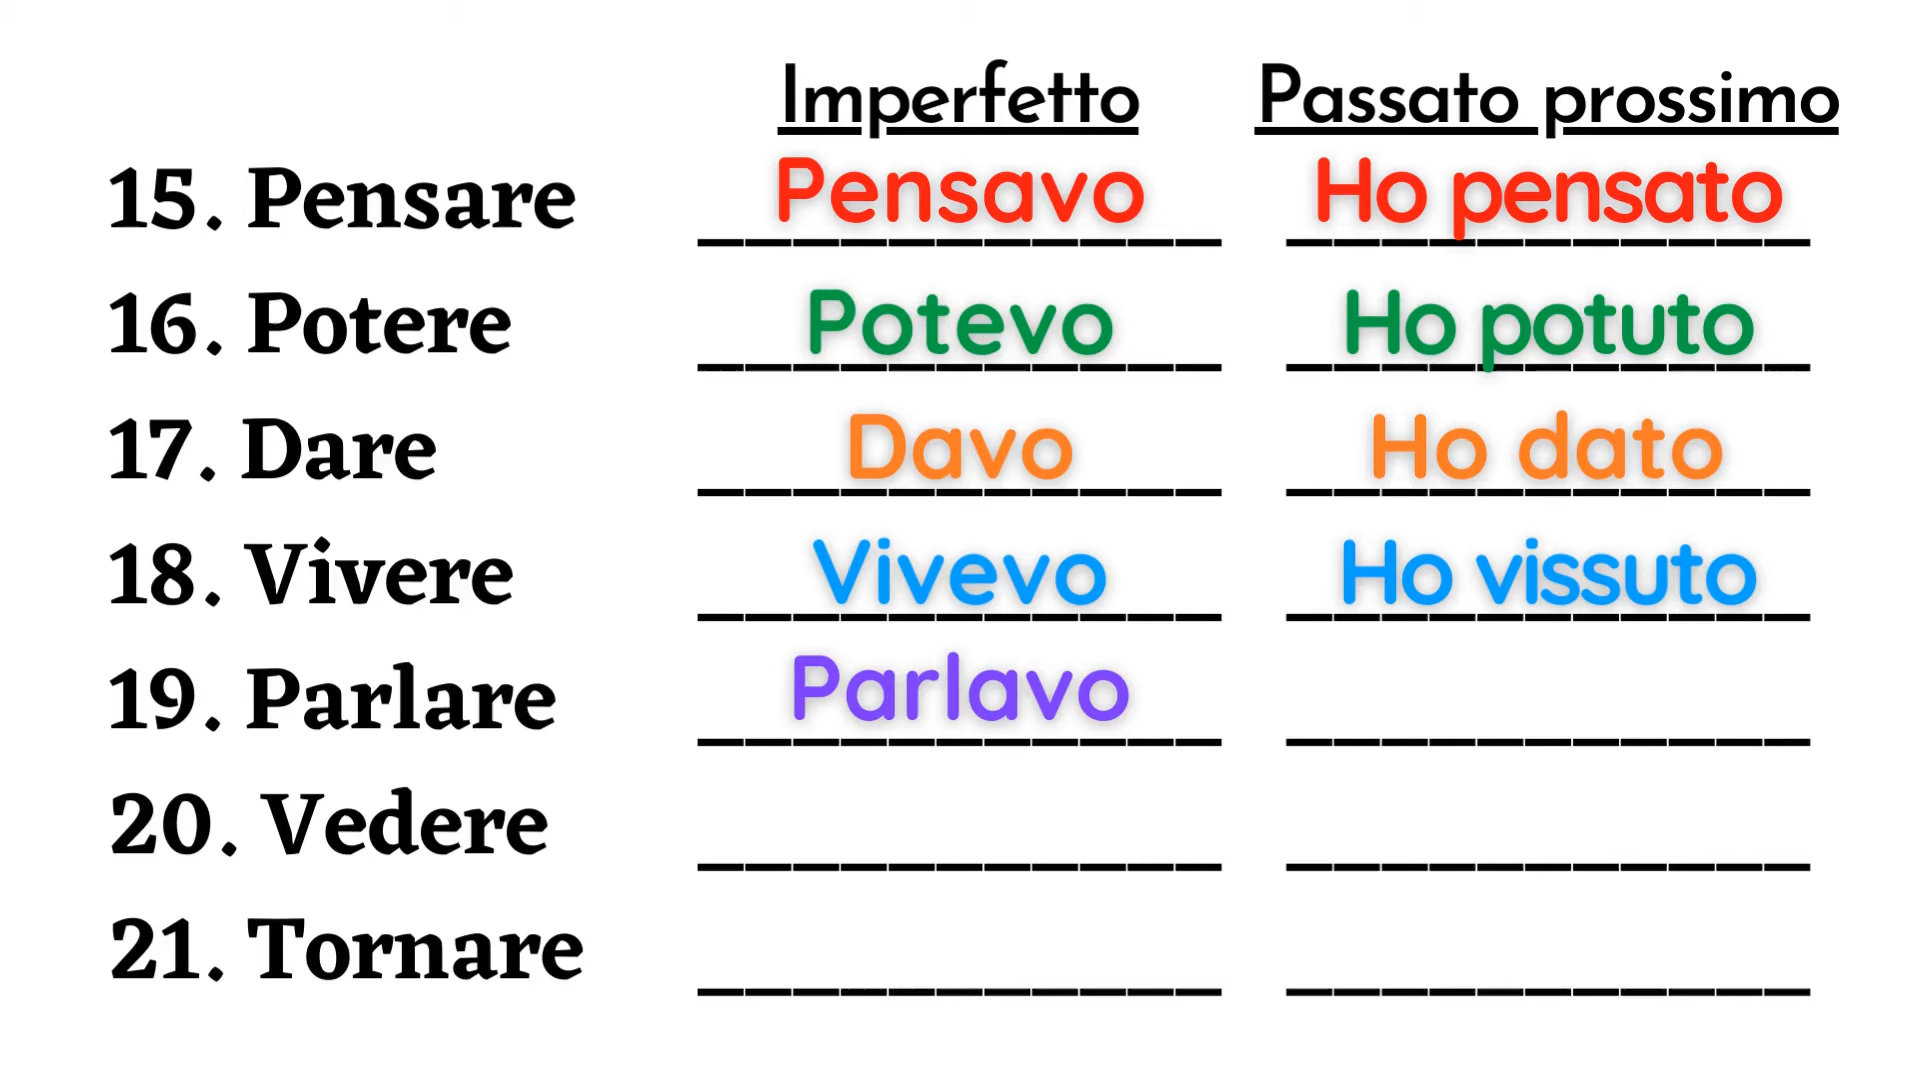 Imperfetto Passato prossimo
15. Pensare Pensavo Ho pensato
16. Potere Potevo Ho potuto
17. Dare Davo Ho dato
18. Vivere Vivevo Ho vissuto
19. Parlare Parlavo
20. Vedere
21. Tornare